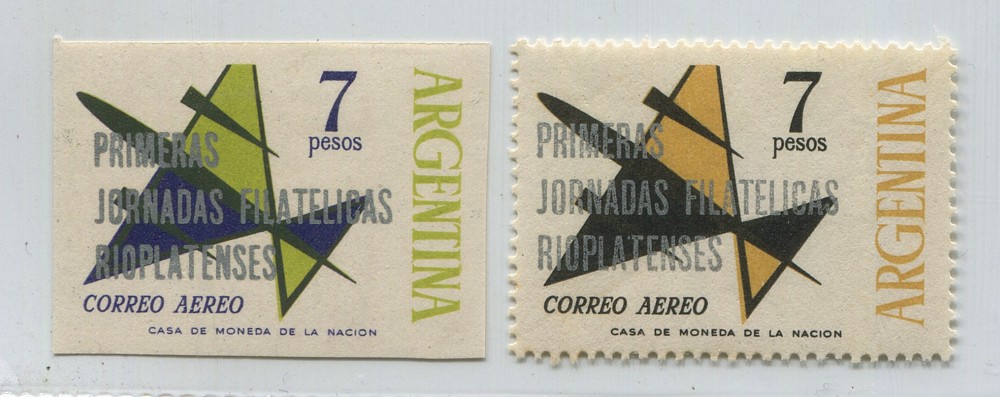 7
pesos
ARGENTINA
PRIMERAS
JORNADAS FILATELICAS
RIOPLATENSES
CORREO AEREO
CASA DE MONEDA DE LA NACION
7
pesos
ARGENTINA
PRIMERAS
JORNADAS FILATELICAS
RIOPLATENSES
CORREO AEREO
CASA DE MONEDA DE LA NACION